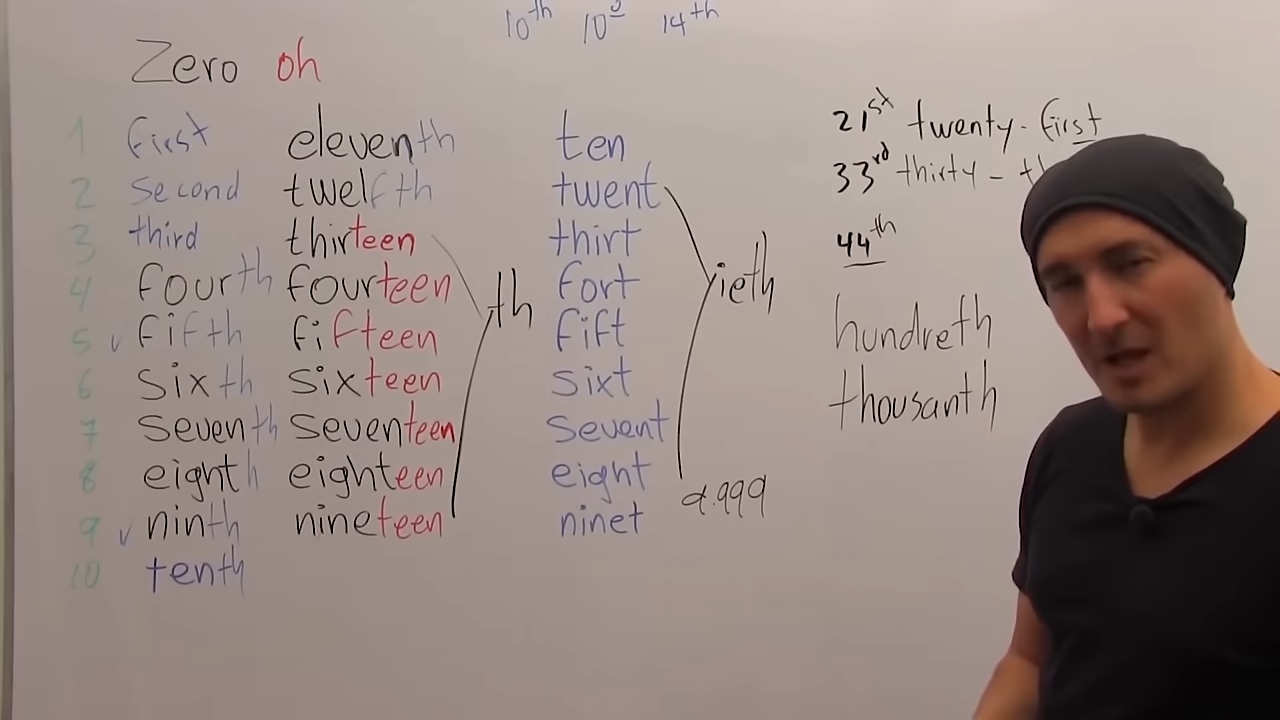 10th 10º 14th
Zero oh
1 first eleventh ten
2 second twelfth twent
3 third thirteen thirt
4 fourth fourteen fort
5 fifth fifteen fift
6 sixth sixteen sixt
7 seventh seventeen sevent
8 eighth eighteen eight
9 ninth nineteen ninet
10 tenth
th
ieth
21st twenty-first
33rd thirty-th
44th
hundreth
thousanth